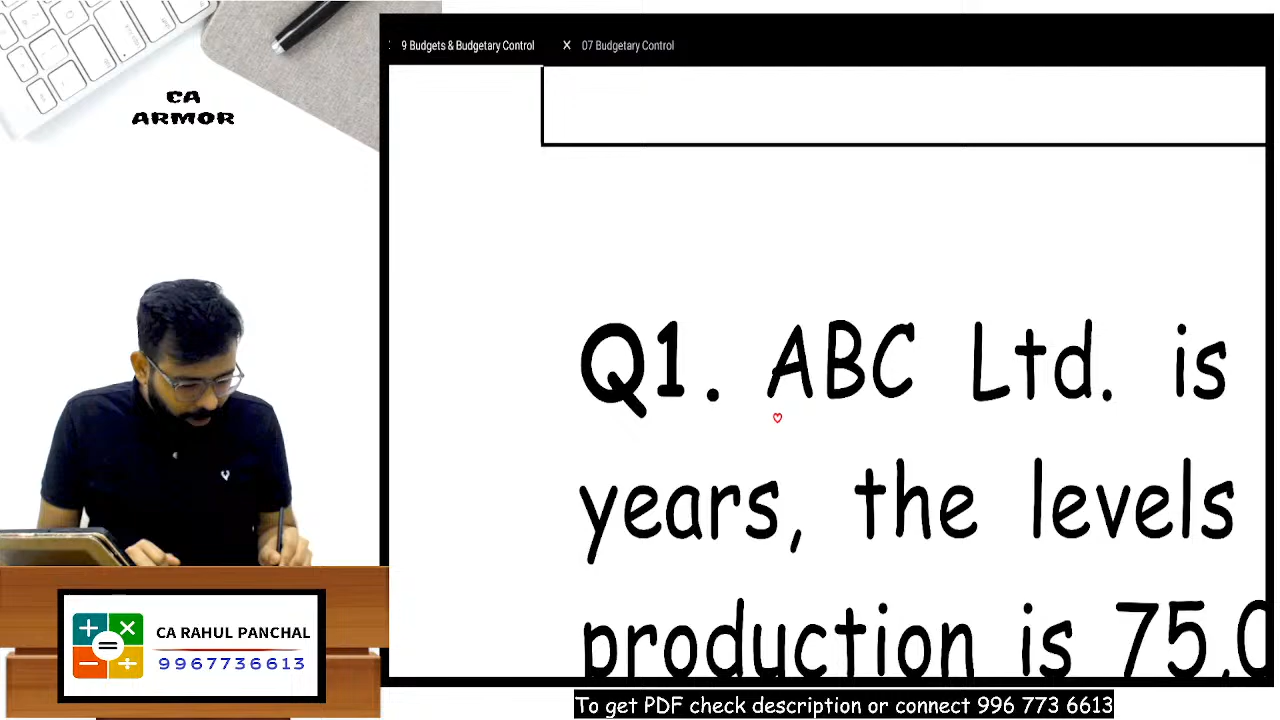 CA
ARMOR
9 Budgets & Budgetary Control
07 Budgetary Control
Q1. ABC Ltd. is
years, the levels
production is 75,0
CA RAHUL PANCHAL
9967736613
To get PDF check description or connect 996 773 6613